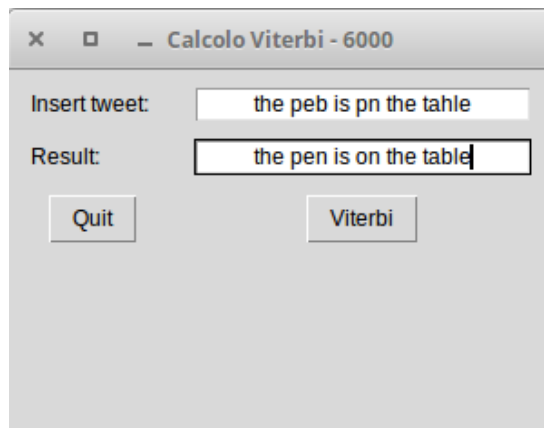 Calcolo Viterbi - 6000
Insert tweet: the peb is pn the tahle
Result: the pen is on the table
Quit Viterbi